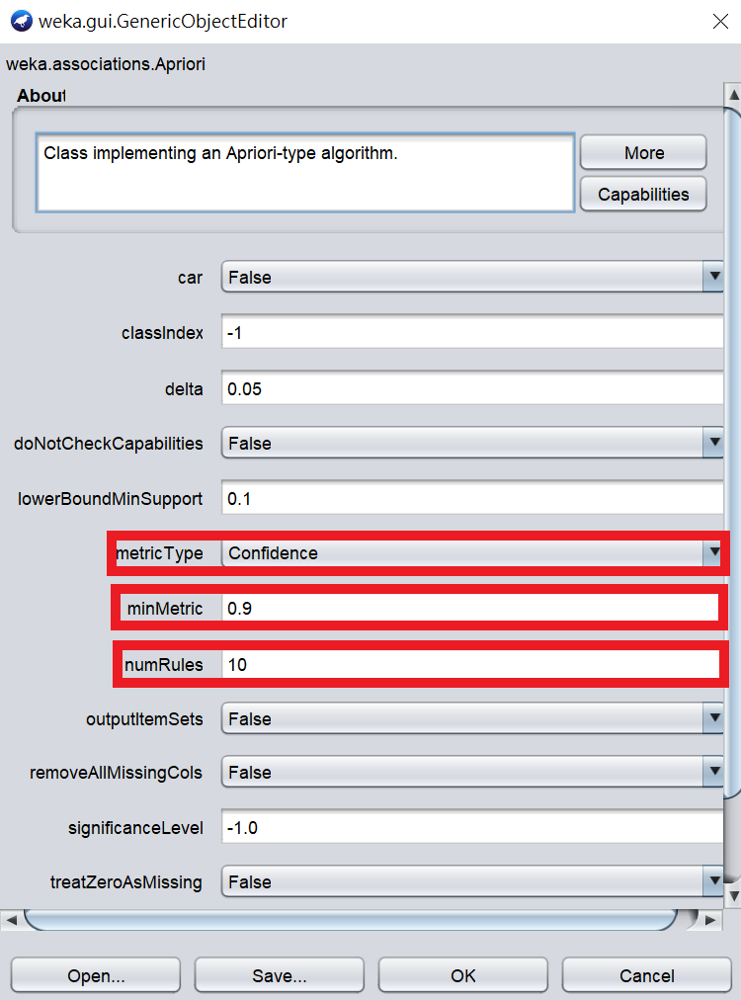 weka.gui.GenericObjectEditor
weka.associations.Apriori
About
Class implementing an Apriori-type algorithm.
More
Capabilities
car False
classIndex -1
delta 0.05
doNotCheckCapabilities False
lowerBoundMinSupport 0.1
metricType Confidence
minMetric 0.9
numRules 10
outputItemSets False
removeAllMissingCols False
significanceLevel -1.0
treatZeroAsMissing False
Open... Save... OK Cancel